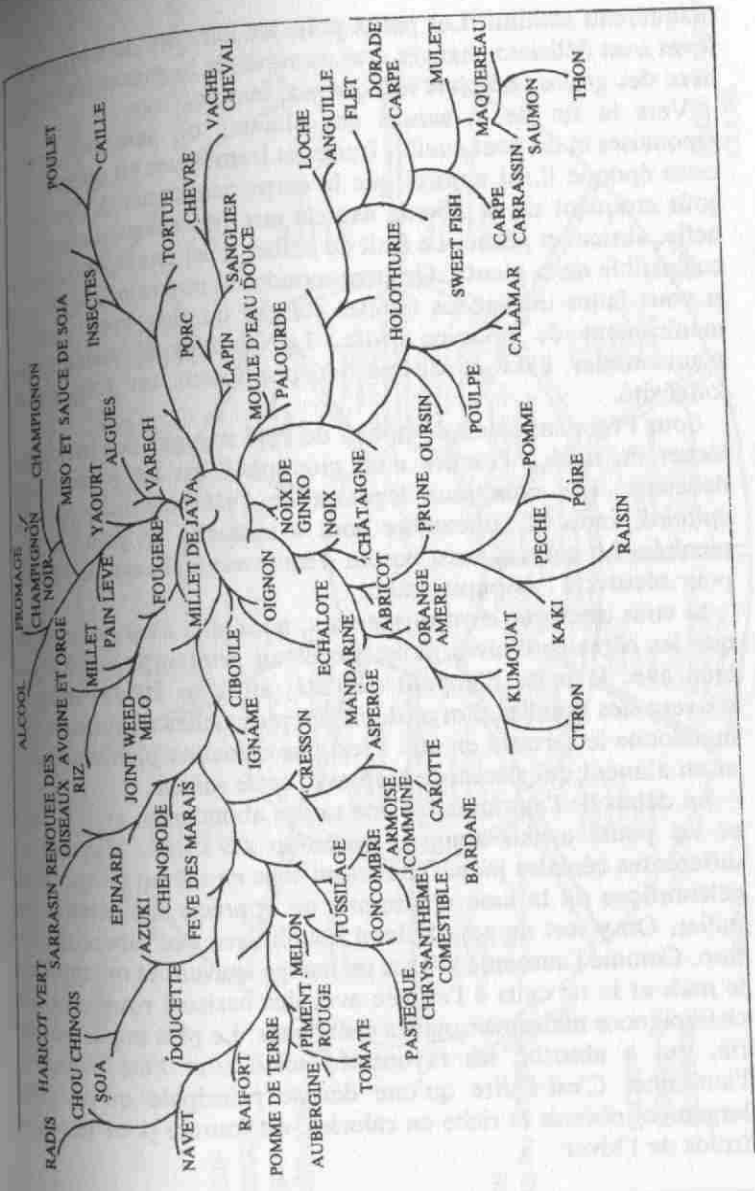 ALCOOL
FROMAGE
CHAMPIGNON NOIR
CHAMPIGNON
POULET
RADIS
HARICOT VERT
SARRASIN
RENOUEE DES OISEAUX
AVOINE ET ORGE
MISO ET SAUCE DE SOJA
CAILLE
CHOU CHINOIS
SOJA
RIZ
MILLET
PAIN LEVÉ
YAOURT
ALGUES
INSECTES
EPINARD
JOINT WEED
MILO
FOUGERE
VARECH
TORTUE
AZUKI
CHENOPODE
FEVE DES MARAIS
MILLET DE JAVA
PORC
CHEVRE
VACHE
CHEVAL
NAVET
DOUCETTE
CIBOULE
LAPIN
SANGLIER
IGNAME
OIGNON
MOULE D'EAU DOUCE
PALOURDE
RAIFORT
POMME DE TERRE
AUBERGINE
PIMENT ROUGE
MELON
CRESSON
ECHALOTE
NOIX DE GINKO
NOIX
LOCHE
ANGUILLE
FLET
DORADE
CARPE
TUSSILAGE
ASPERGE
MANDARINE
CHÂTAIGNE
HOLOTHURIE
TOMATE
CONCOMBRE
ARMOISE COMMUNE
ABRICOT
PRUNE
OURSIN
MULET
PASTEQUE
CHRYSANTHEME COMESTIBLE
CAROTTE
ORANGE AMERE
POULPE
SWEET FISH
MAQUEREAU
BARDANE
KUMQUAT
PECHE
POMME
CALAMAR
CARPE
CARRASSIN
SAUMON
THON
CITRON
KAKI
POIRE
RAISIN